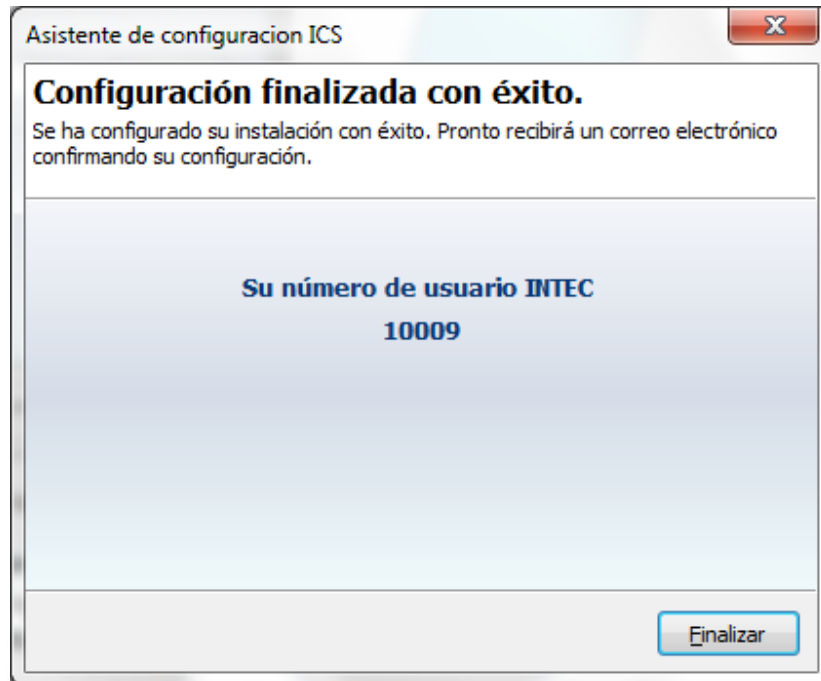 Asistente de configuracion ICS
Configuración finalizada con éxito.
Se ha configurado su instalación con éxito. Pronto recibirá un correo electrónico
confirmando su configuración.
Su número de usuario INTEC
10009
Finalizar